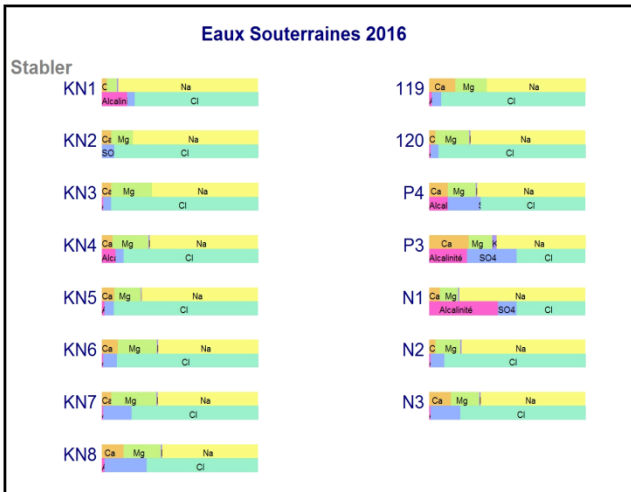 Eaux Souterraines 2016
Stabler
KN1
C Na
Alcalin Cl
KN2
Ca Mg Na
SO Cl
KN3
Ca Mg Na
Cl
KN4
Ca Mg Na
Alca Cl
KN5
Ca Mg Na
Cl
KN6
Ca Mg Na
Cl
KN7
Ca Mg Na
Cl
KN8
Ca Mg Na
Cl
119
Ca Mg Na
Cl
120
C Mg Na
Cl
P4
Ca Mg Na
Alcal Cl
P3
Ca Mg K Na
Alcalinité SO4 Cl
N1
Ca Mg Na
Alcalinité SO4 Cl
N2
C Mg Na
Cl
N3
Ca Mg Na
Cl